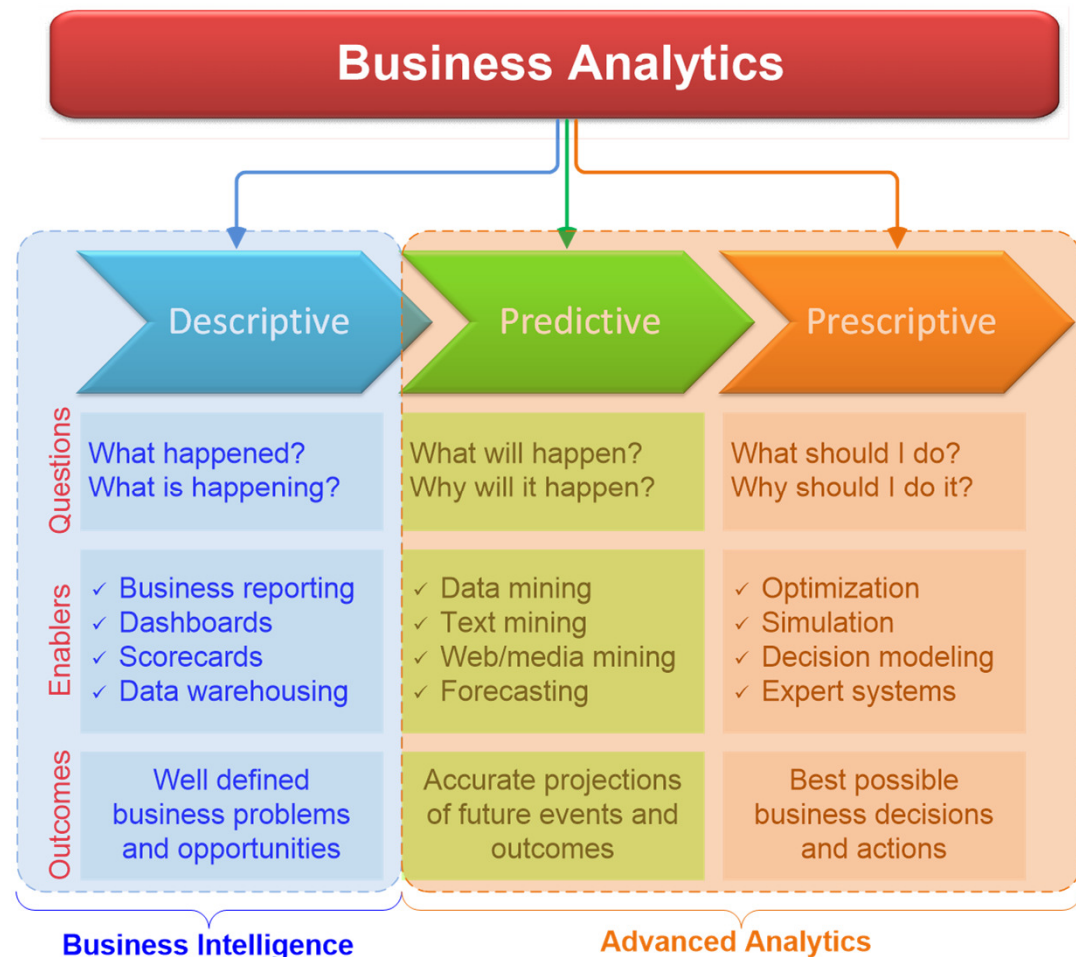 Business Analytics
Descriptive
Predictive
Prescriptive
Questions
What happened?
What is happening?
What will happen?
Why will it happen?
What should I do?
Why should I do it?
Enablers
✓ Business reporting
✓ Dashboards
✓ Scorecards
✓ Data warehousing
✓ Data mining
✓ Text mining
✓ Web/media mining
✓ Forecasting
✓ Optimization
✓ Simulation
✓ Decision modeling
✓ Expert systems
Outcomes
Well defined
business problems
and opportunities
Accurate projections
of future events and
outcomes
Best possible
business decisions
and actions
Business Intelligence
Advanced Analytics